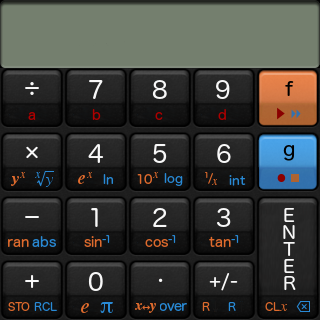 ÷ 7 8 9 f
a b c d
× 4 5 6 g
yˣ ˣ√y eˣ ln 10ˣ log ¹/x int
− 1 2 3 ENTER
ran abs sin⁻¹ cos⁻¹ tan⁻¹
+ 0 · +/-
STO RCL e π x↔y over R R CLx